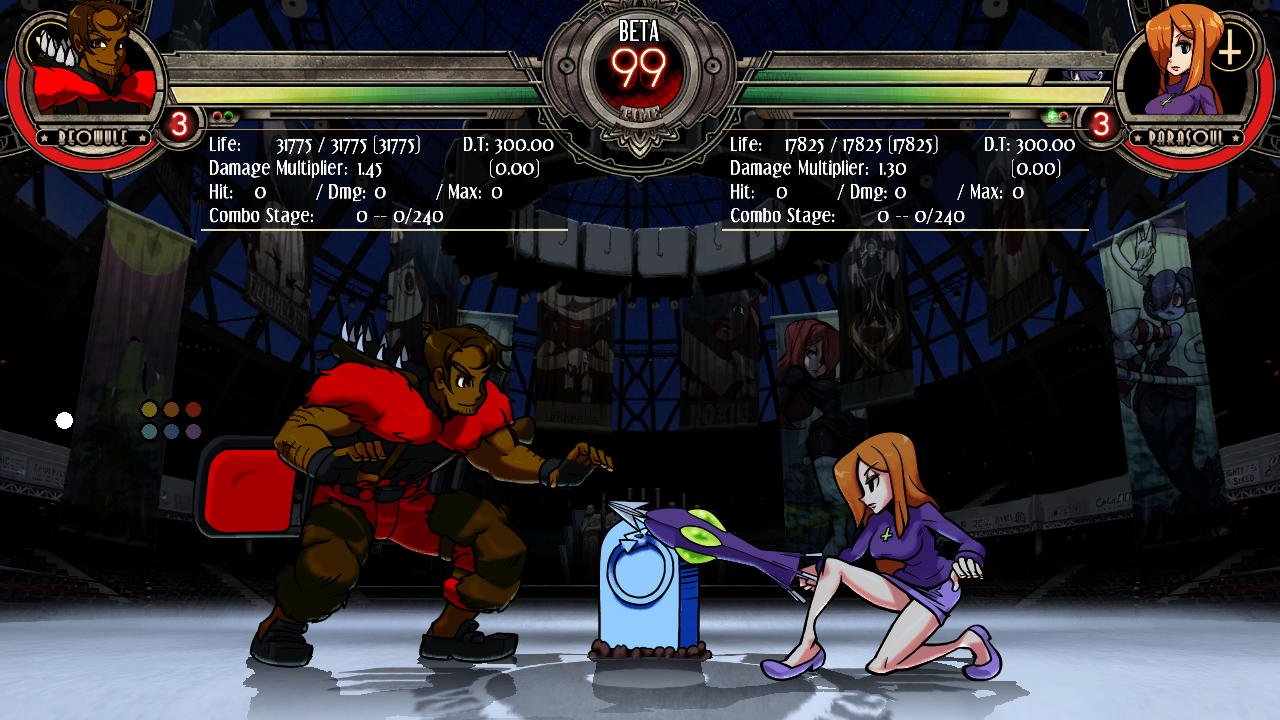 BETA
99
TIME
BEOWULF
3
3
PARASOUL
Life: 31775 / 31775 (31775) D.T: 300.00
Damage Multiplier: 1.45 (0.00)
Hit: 0 / Dmg: 0 / Max: 0
Combo Stage: 0 -- 0/240
Life: 17825 / 17825 (17825) D.T: 300.00
Damage Multiplier: 1.30 (0.00)
Hit: 0 / Dmg: 0 / Max: 0
Combo Stage: 0 -- 0/240